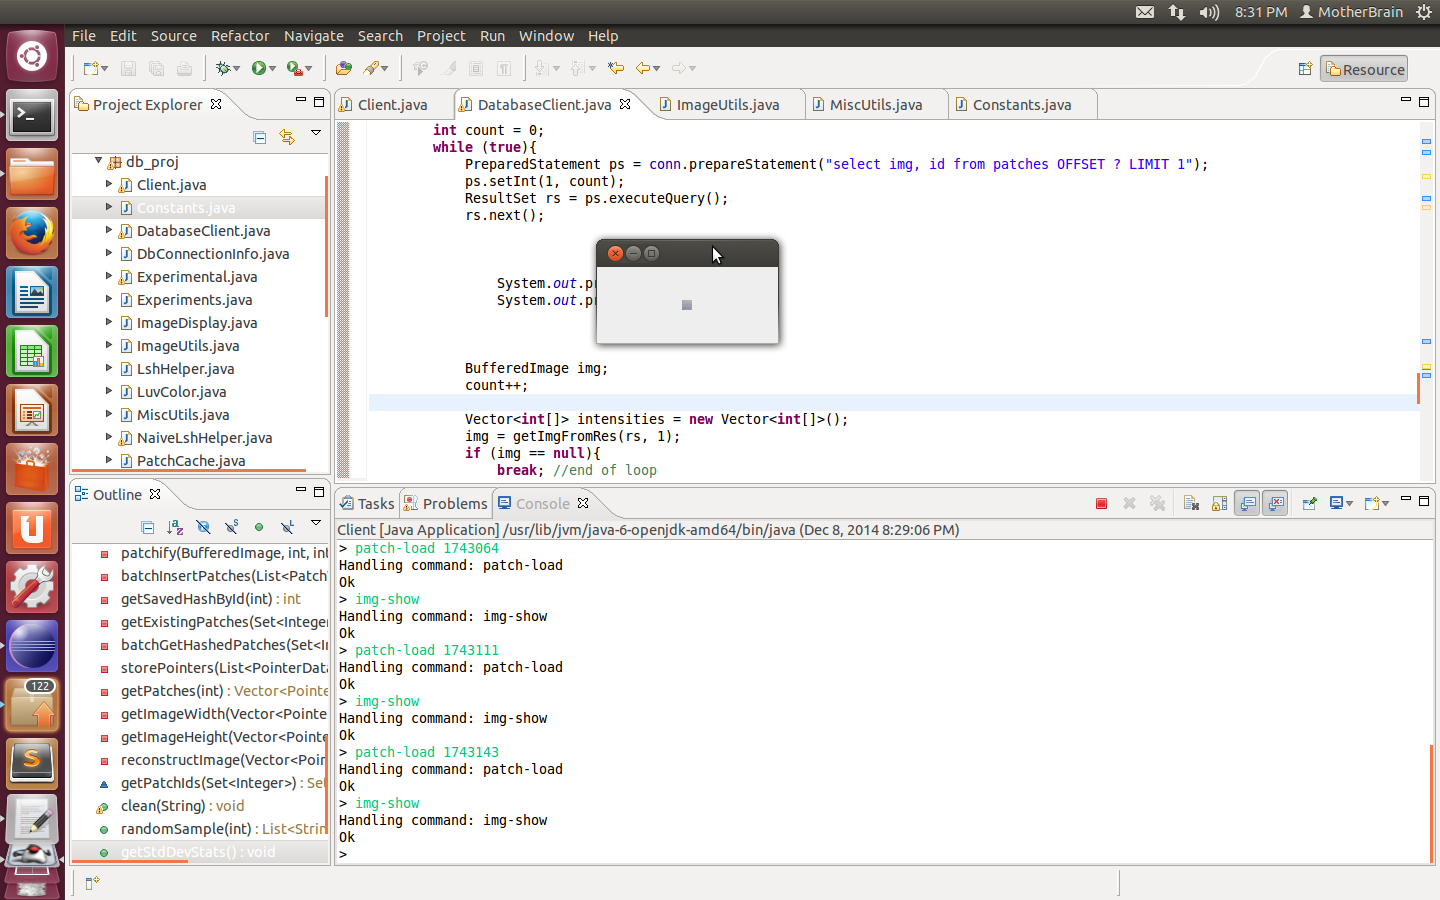 8:31 PM MotherBrain
File Edit Source Refactor Navigate Search Project Run Window Help
Resource
Project Explorer
db_proj
Client.java
Constants.java
DatabaseClient.java
DbConnectionInfo.java
Experimental.java
Experiments.java
ImageDisplay.java
ImageUtils.java
LshHelper.java
LuvColor.java
MiscUtils.java
NaiveLshHelper.java
PatchCache.java
Client.java DatabaseClient.java ImageUtils.java MiscUtils.java Constants.java
int count = 0;
while (true){
PreparedStatement ps = conn.prepareStatement("select img, id from patches OFFSET ? LIMIT 1");
ps.setInt(1, count);
ResultSet rs = ps.executeQuery();
rs.next();
System.out.pr
System.out.pr
BufferedImage img;
count++;
Vector<int[]> intensities = new Vector<int[]>();
img = getImgFromRes(rs, 1);
if (img == null){
break; //end of loop
Outline
patchify(BufferedImage, int, int
batchInsertPatches(List<Patch
getSavedHashById(int) : int
getExistingPatches(Set<Integer
batchGetHashedPatches(Set<In
storePointers(List<PointerData
getPatches(int) : Vector<Pointe
getImageWidth(Vector<Pointe
getImageHeight(Vector<Pointe
reconstructImage(Vector<Poin
getPatchIds(Set<Integer>) : Set
clean(String) : void
randomSample(int) : List<Strin
getStdDevStats() : void
Tasks Problems Console
Client [Java Application] /usr/lib/jvm/java-6-openjdk-amd64/bin/java (Dec 8, 2014 8:29:06 PM)
> patch-load 1743064
Handling command: patch-load
Ok
> img-show
Handling command: img-show
Ok
> patch-load 1743111
Handling command: patch-load
Ok
> img-show
Handling command: img-show
Ok
> patch-load 1743143
Handling command: patch-load
Ok
> img-show
Handling command: img-show
Ok
>
122